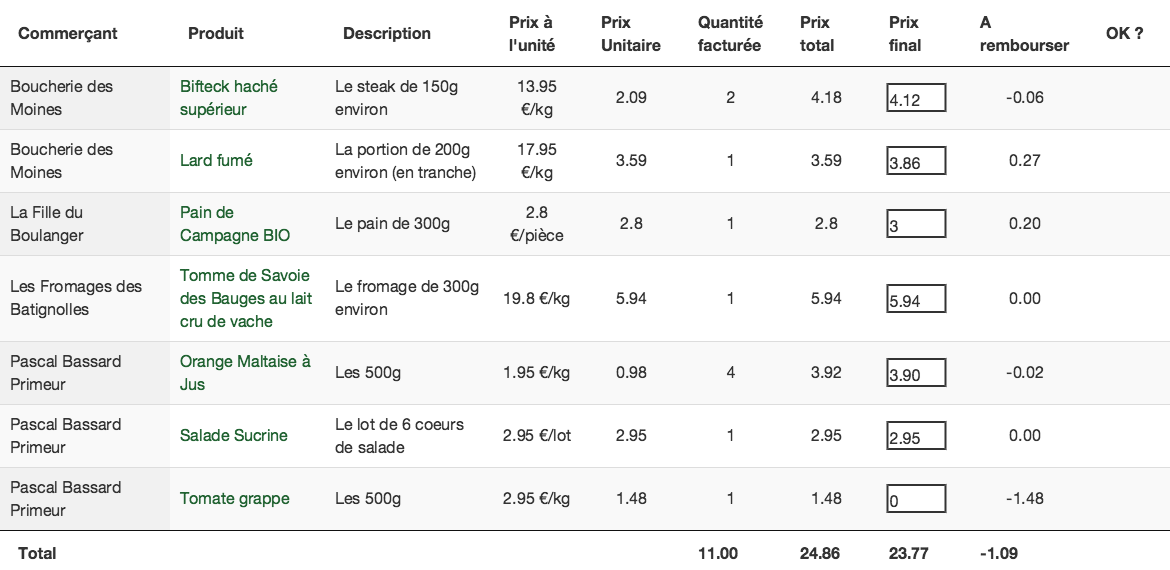 Commerçant Produit Description Prix à l'unité Prix Unitaire Quantité facturée Prix total Prix final A rembourser OK ?
Boucherie des Moines Bifteck haché supérieur Le steak de 150g environ 13.95 €/kg 2.09 2 4.18 4.12 -0.06
Boucherie des Moines Lard fumé La portion de 200g environ (en tranche) 17.95 €/kg 3.59 1 3.59 3.86 0.27
La Fille du Boulanger Pain de Campagne BIO Le pain de 300g 2.8 €/pièce 2.8 1 2.8 3 0.20
Les Fromages des Batignolles Tomme de Savoie des Bauges au lait cru de vache Le fromage de 300g environ 19.8 €/kg 5.94 1 5.94 5.94 0.00
Pascal Bassard Primeur Orange Maltaise à Jus Les 500g 1.95 €/kg 0.98 4 3.92 3.90 -0.02
Pascal Bassard Primeur Salade Sucrine Le lot de 6 coeurs de salade 2.95 €/lot 2.95 1 2.95 2.95 0.00
Pascal Bassard Primeur Tomate grappe Les 500g 2.95 €/kg 1.48 1 1.48 0 -1.48
Total 11.00 24.86 23.77 -1.09